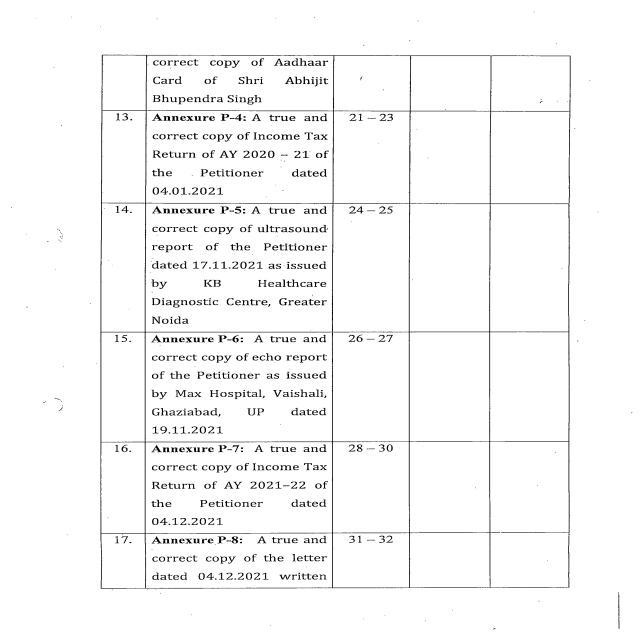 correct copy of Aadhaar
Card of Shri Abhijit
Bhupendra Singh
13. Annexure P-4: A true and 21 – 23
correct copy of Income Tax
Return of AY 2020 – 21 of
the Petitioner dated
04.01.2021
14. Annexure P-5: A true and 24 – 25
correct copy of ultrasound
report of the Petitioner
dated 17.11.2021 as issued
by KB Healthcare
Diagnostic Centre, Greater
Noida
15. Annexure P-6: A true and 26 – 27
correct copy of echo report
of the Petitioner as issued
by Max Hospital, Vaishali,
Ghaziabad, UP dated
19.11.2021
16. Annexure P-7: A true and 28 – 30
correct copy of Income Tax
Return of AY 2021–22 of
the Petitioner dated
04.12.2021
17. Annexure P-8: A true and 31 – 32
correct copy of the letter
dated 04.12.2021 written